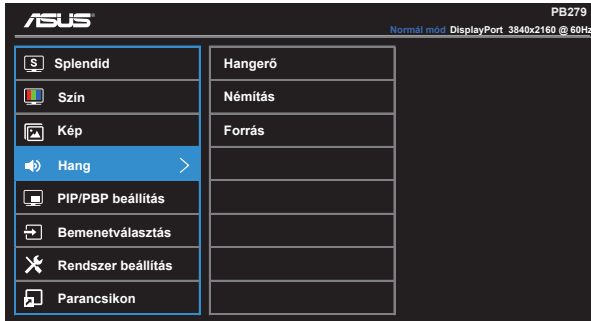 ASUS
PB279
Normál mód DisplayPort 3840x2160 @ 60Hz
S Splendid
Szín
Kép
Hang
PIP/PBP beállítás
Bemenetválasztás
Rendszer beállítás
Parancsikon
Hangerő
Némítás
Forrás